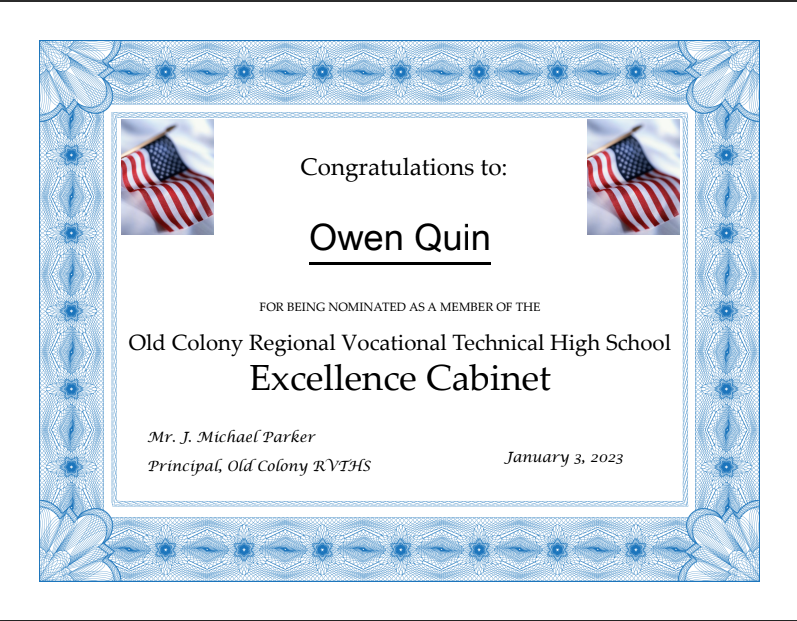 Congratulations to:
Owen Quin
FOR BEING NOMINATED AS A MEMBER OF THE
Old Colony Regional Vocational Technical High School
Excellence Cabinet
Mr. J. Michael Parker
Principal, Old Colony RVTHS
January 3, 2023